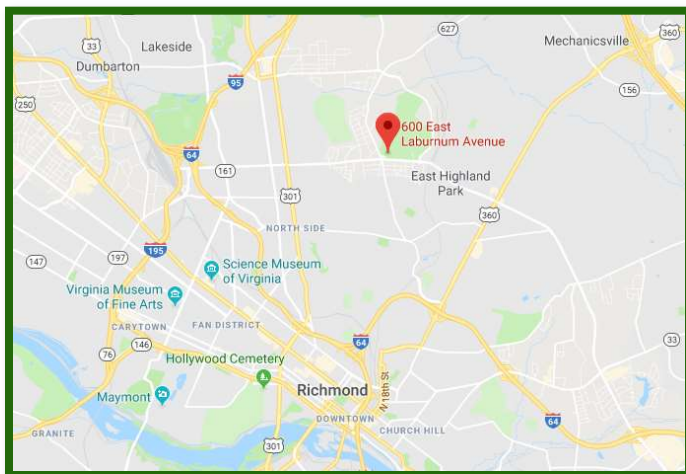 33
Lakeside
Dumbarton
627
Mechanicsville
360
250
95
156
600 East
Laburnum Avenue
64
161
East Highland
Park
301
360
NORTH SIDE
147
197
195
Science Museum
of Virginia
Virginia Museum
of Fine Arts
CARYTOWN
FAN DISTRICT
146
76
64
33
Hollywood Cemetery
Maymont
Richmond
N 18th St
DOWNTOWN
64
GRANITE
301
CHURCH HILL